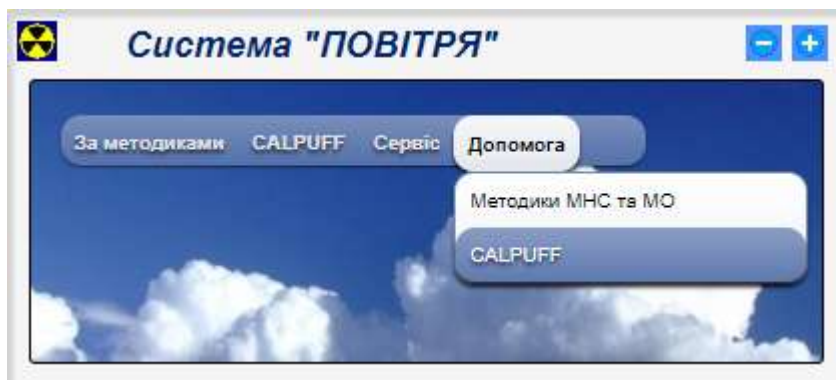 Система "ПОВІТРЯ"
За методиками CALPUFF Сервіс Допомога
Методики МНС та МО
CALPUFF